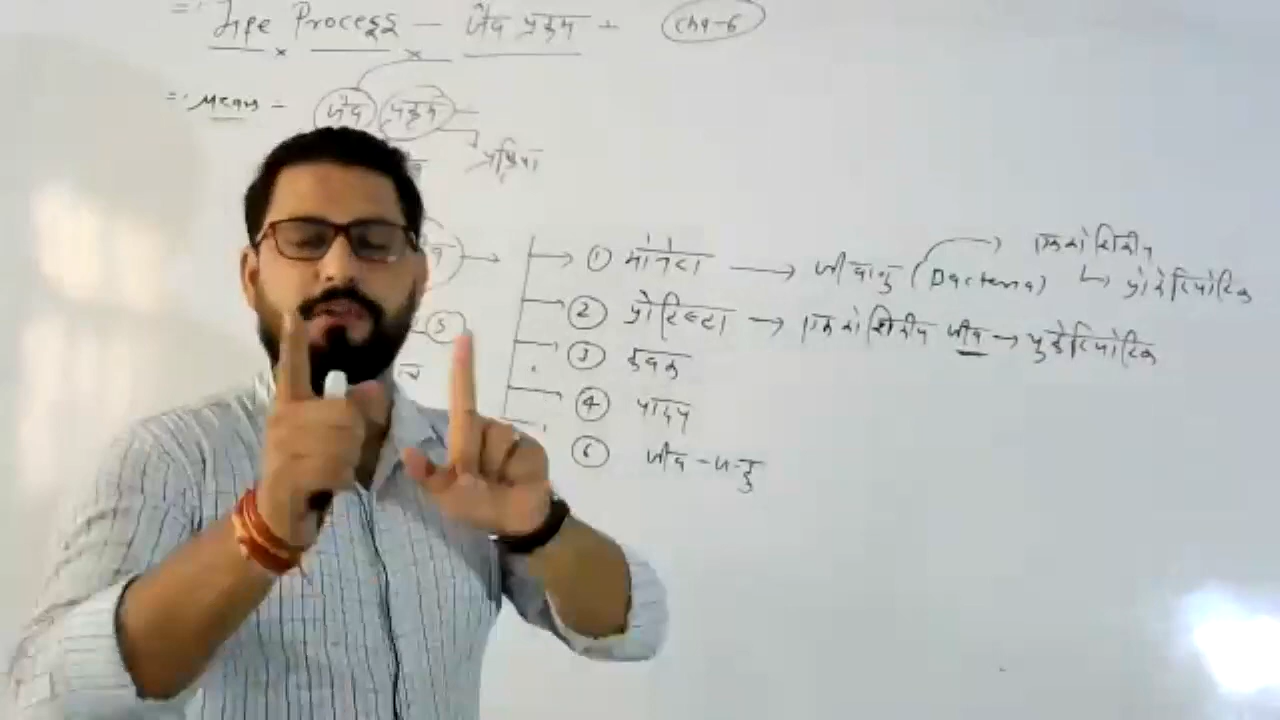 =: Life Process – जैव प्रक्रम – Ch-6
=: Mean – जैव प्रक्रम –
प्रक्रिया
① मोनेरा → जीवाणु (Bacteria) → एककोशिकीय
↳ प्रोकेरियोटिक
② प्रोटिस्टा → एककोशिकीय जीव → यूकेरियोटिक
5
③ कवक
④ पादप
जीव-जन्तु